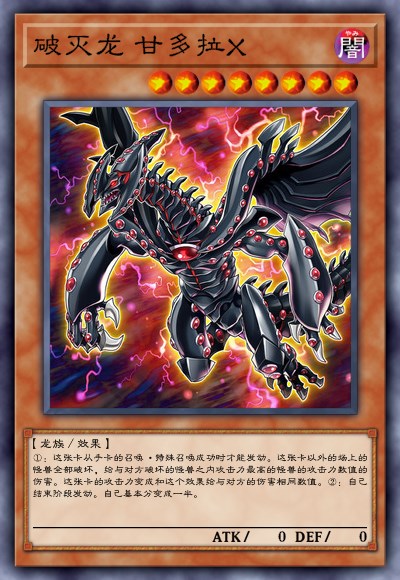 破灭龙 甘多拉X
やみ
闇
【龙族／效果】
①：这张卡从手卡的召唤·特殊召唤成功时才能发动。这张卡以外的场上的
怪兽全部破坏，给与对方破坏的怪兽之内攻击力最高的怪兽的攻击力数值的
伤害。这张卡的攻击力变成和这个效果给与对方的伤害相同数值。②：自己
结束阶段发动。自己基本分变成一半。
ATK/ 0 DEF/ 0